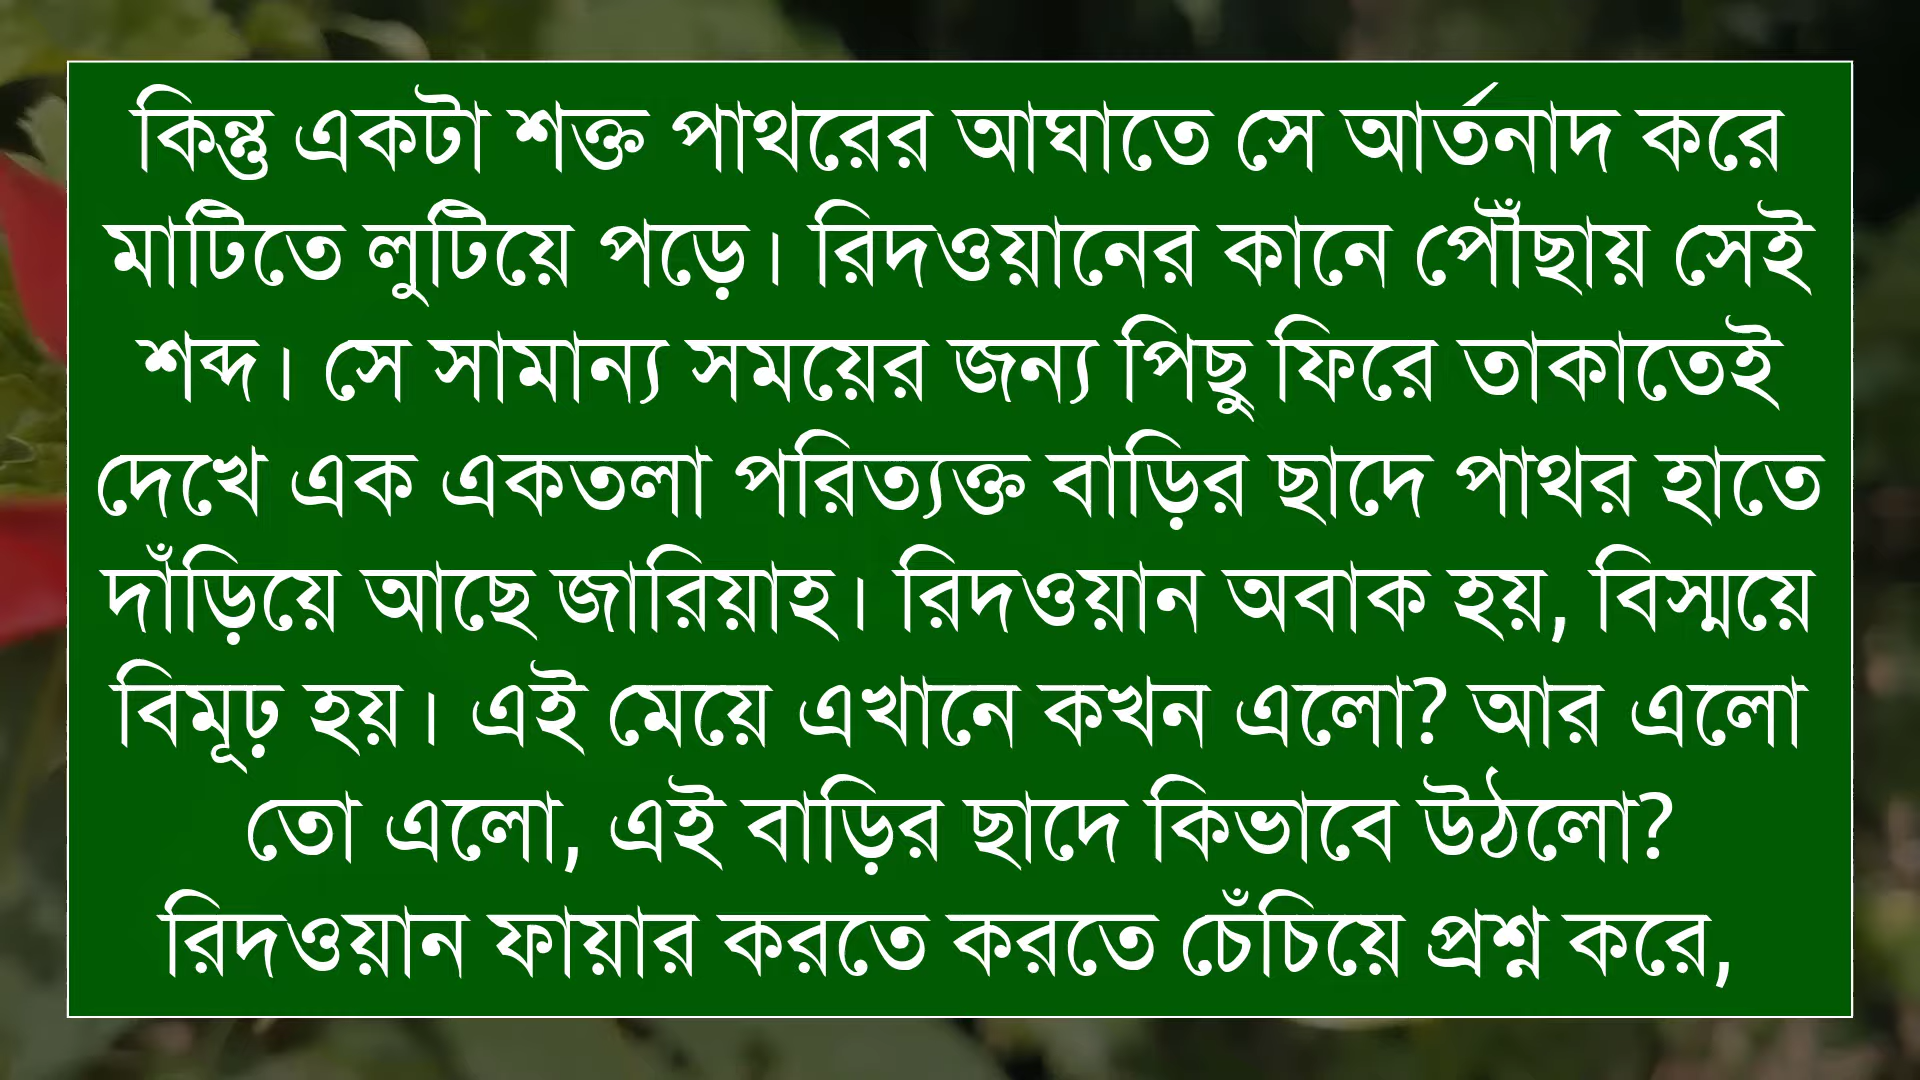 কিন্তু একটা শক্ত পাথরের আঘাতে সে আর্তনাদ করে
মাটিতে লুটিয়ে পড়ে। রিদওয়ানের কানে পৌঁছায় সেই
শব্দ। সে সামান্য সময়ের জন্য পিছু ফিরে তাকাতেই
দেখে এক একতলা পরিত্যক্ত বাড়ির ছাদে পাথর হাতে
দাঁড়িয়ে আছে জারিয়াহ। রিদওয়ান অবাক হয়, বিস্ময়ে
বিমূঢ় হয়। এই মেয়ে এখানে কখন এলো? আর এলো
তো এলো, এই বাড়ির ছাদে কিভাবে উঠলো?
রিদওয়ান ফায়ার করতে করতে চেঁচিয়ে প্রশ্ন করে,